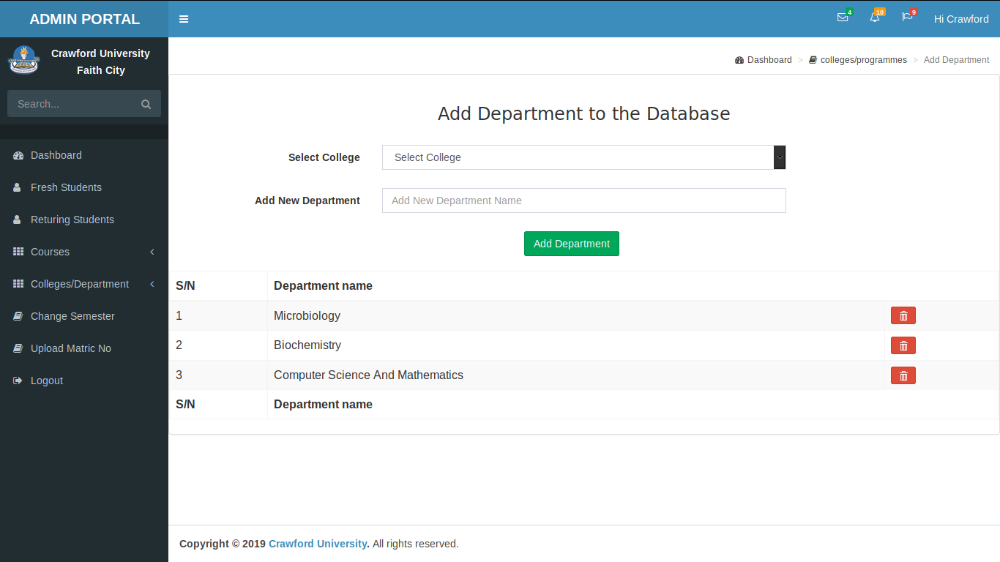 ADMIN PORTAL
4
10
9
Hi Crawford
Crawford University
Faith City
Search...
Dashboard
Fresh Students
Returing Students
Courses
Colleges/Department
Change Semester
Upload Matric No
Logout
Dashboard > colleges/programmes > Add Department
Add Department to the Database
Select College Select College
Add New Department Add New Department Name
Add Department
S/N Department name
1 Microbiology
2 Biochemistry
3 Computer Science And Mathematics
S/N Department name
Copyright © 2019 Crawford University. All rights reserved.